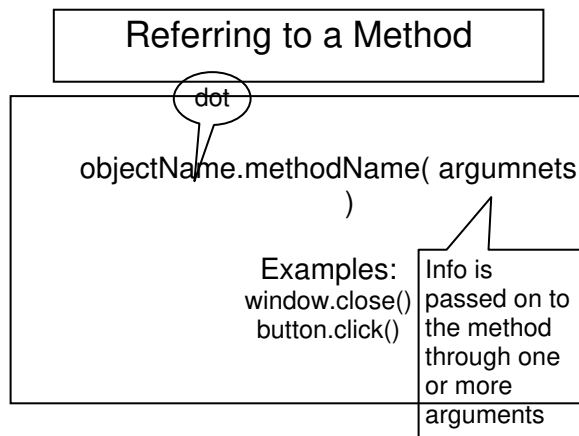 Referring to a Method
dot
objectName.methodName( argumnets
)
Examples:
window.close()
button.click()
Info is
passed on to
the method
through one
or more
arguments